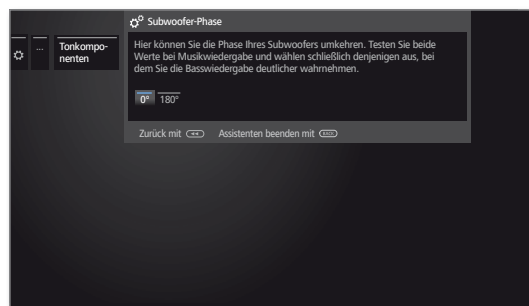 Subwoofer-Phase
...
Tonkompo-
nenten
Hier können Sie die Phase Ihres Subwoofers umkehren. Testen Sie beide
Werte bei Musikwiedergabe und wählen schließlich denjenigen aus, bei
dem Sie die Basswiedergabe deutlicher wahrnehmen.
0° 180°
Zurück mit Assistenten beenden mit BACK